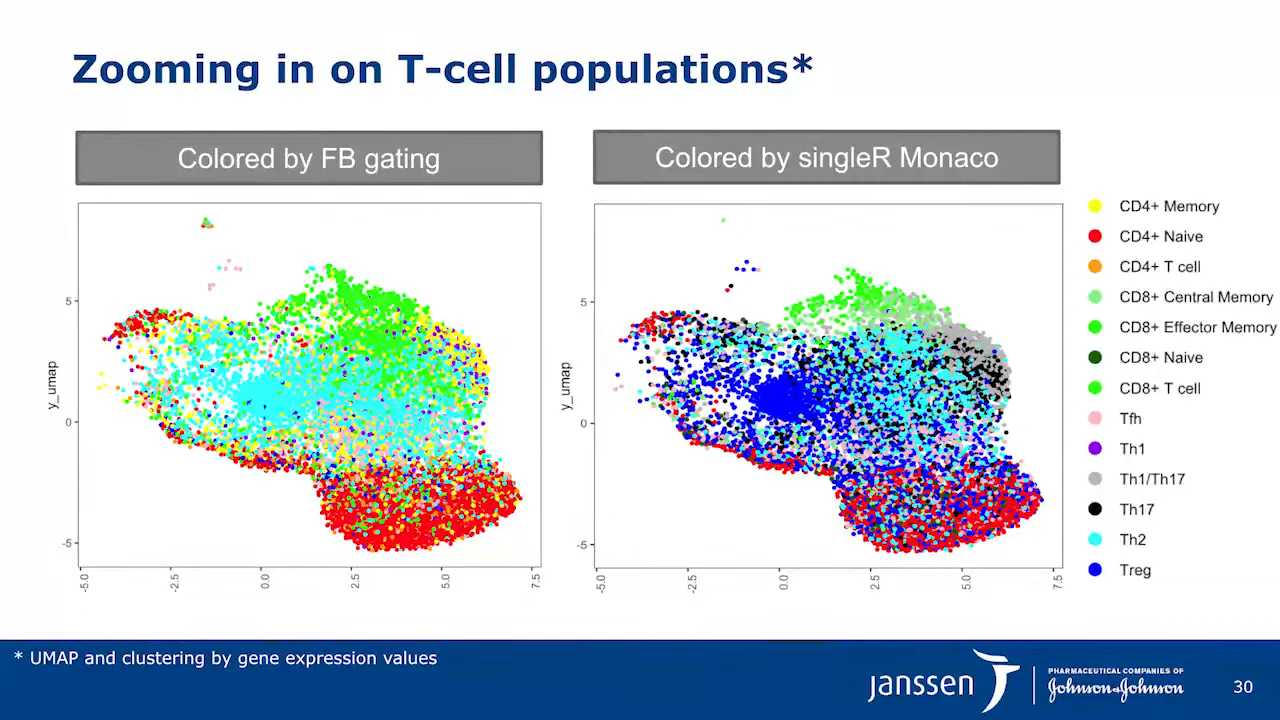 Zooming in on T-cell populations*
Colored by FB gating
Colored by singleR Monaco
y_umap
5
0
-5
-5.0
-2.5
0.0
2.5
5.0
7.5
y_umap
5
0
-5
-5.0
-2.5
0.0
2.5
5.0
7.5
CD4+ Memory
CD4+ Naive
CD4+ T cell
CD8+ Central Memory
CD8+ Effector Memory
CD8+ Naive
CD8+ T cell
Tfh
Th1
Th1/Th17
Th17
Th2
Treg
* UMAP and clustering by gene expression values
janssen
PHARMACEUTICAL COMPANIES OF
Johnson & Johnson
30